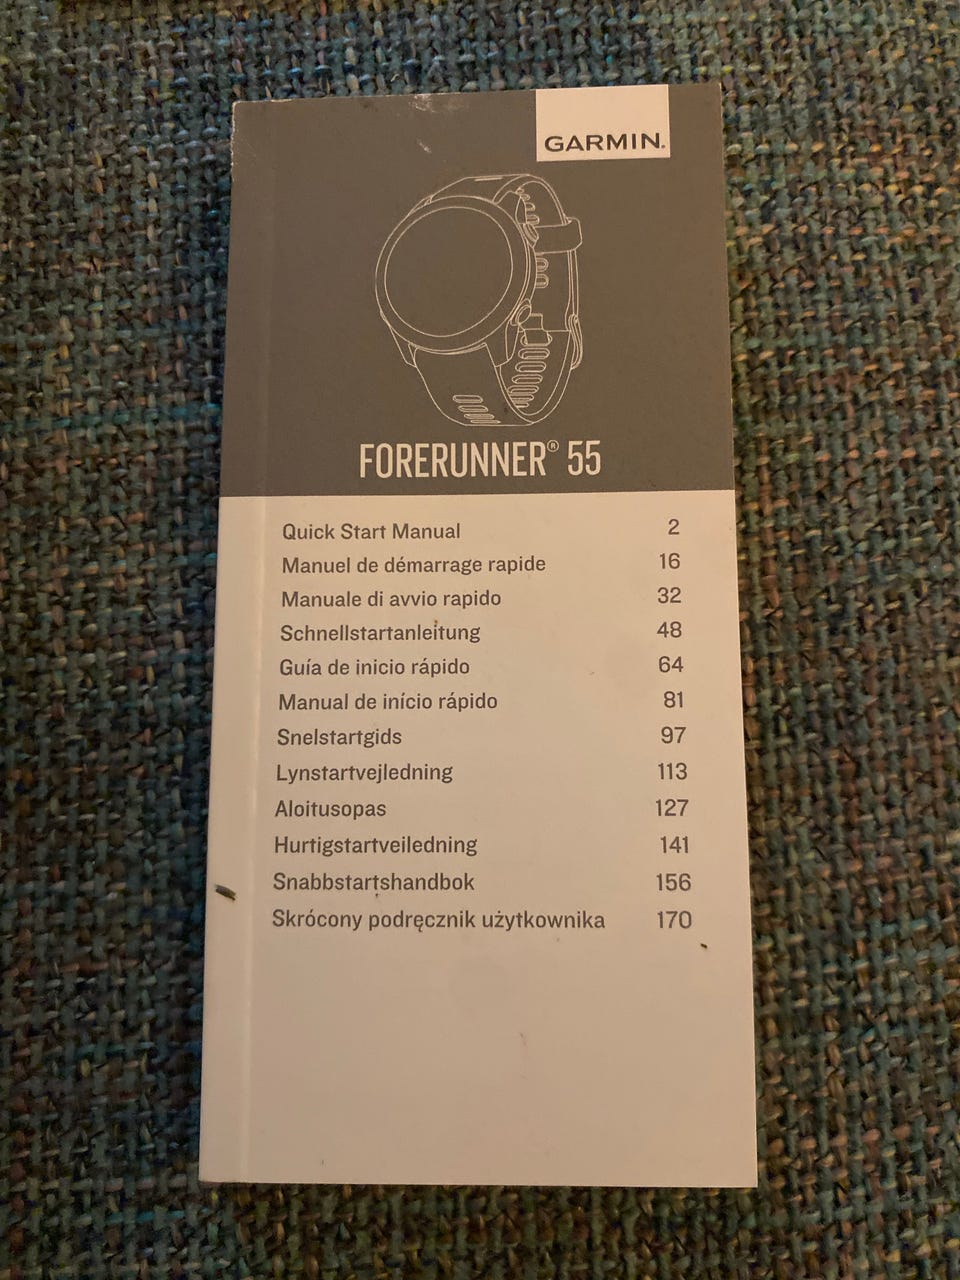 GARMIN.
FORERUNNER® 55
Quick Start Manual 2
Manuel de démarrage rapide 16
Manuale di avvio rapido 32
Schnellstartanleitung 48
Guía de inicio rápido 64
Manual de início rápido 81
Snelstartgids 97
Lynstartvejledning 113
Aloitusopas 127
Hurtigstartveiledning 141
Snabbstartshandbok 156
Skrócony podręcznik użytkownika 170